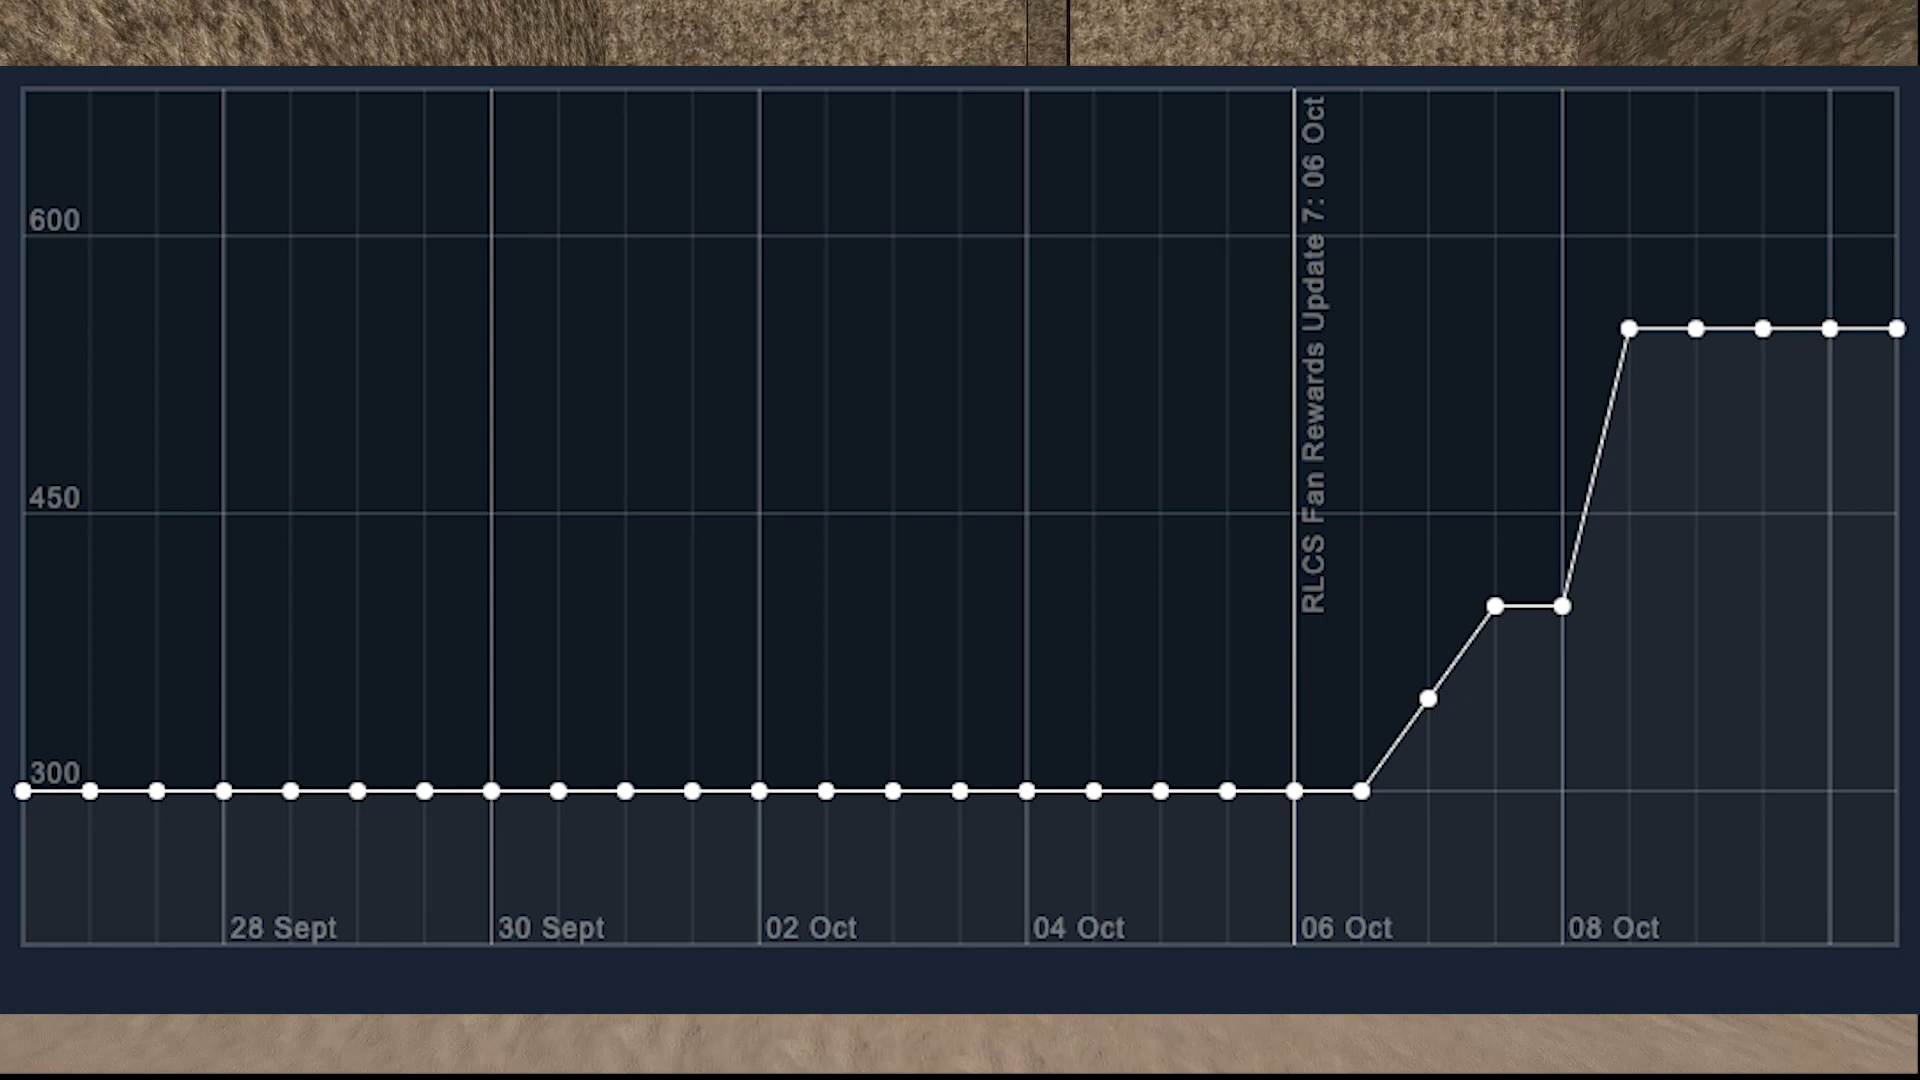 600
450
300
RLCS Fan Rewards Update 7: 06 Oct
28 Sept
30 Sept
02 Oct
04 Oct
06 Oct
08 Oct